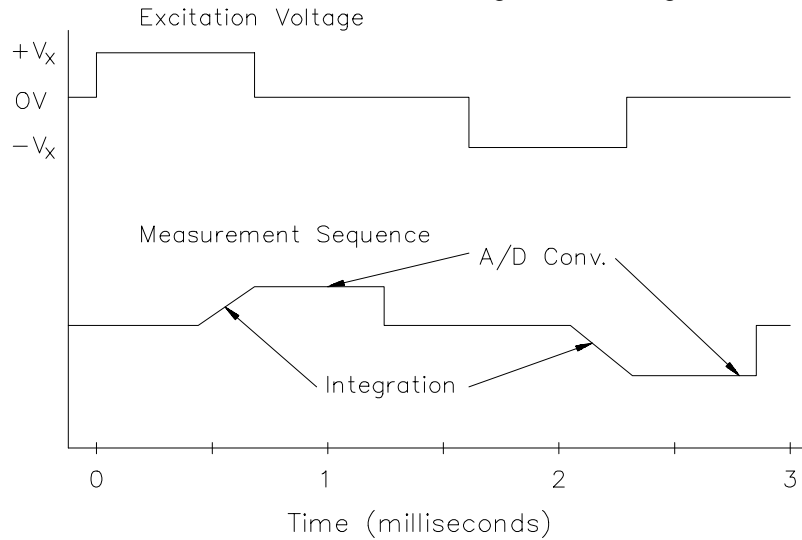 Excitation Voltage
+Vx
0V
−Vx
Measurement Sequence
A/D Conv.
Integration
0 1 2 3
Time (milliseconds)